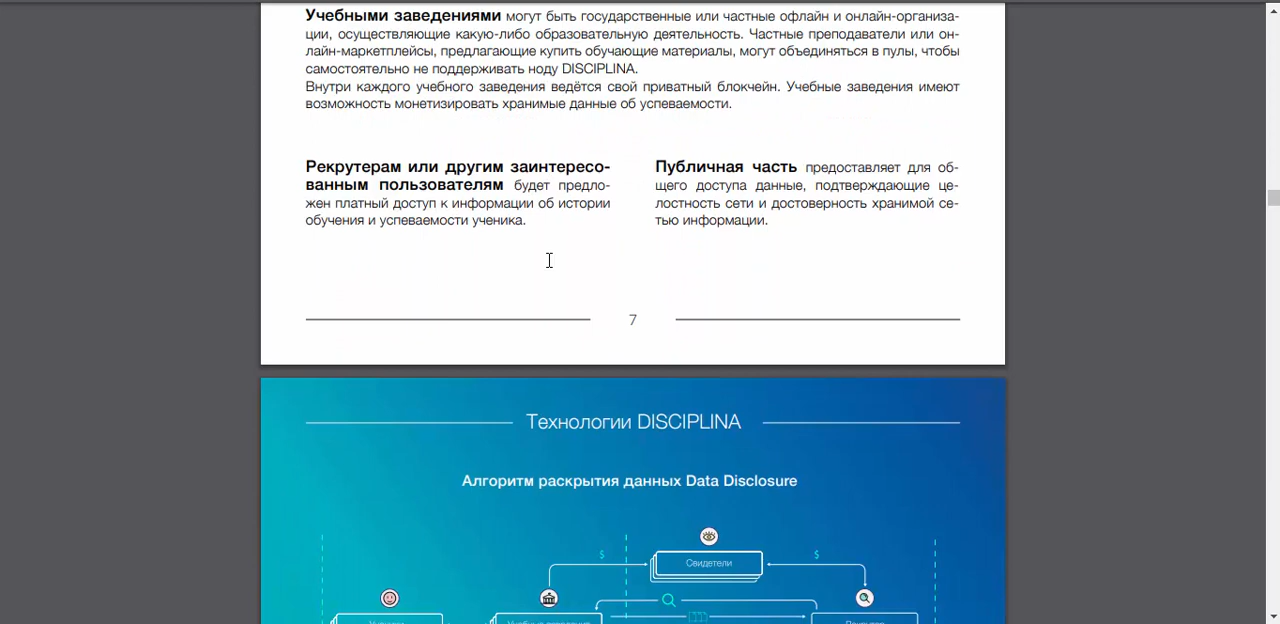 Учебными заведениями могут быть государственные или частные офлайн и онлайн-организа-
ции, осуществляющие какую-либо образовательную деятельность. Частные преподаватели или он-
лайн-маркетплейсы, предлагающие купить обучающие материалы, могут объединяться в пулы, чтобы
самостоятельно не поддерживать ноду DISCIPLINA.
Внутри каждого учебного заведения ведётся свой приватный блокчейн. Учебные заведения имеют
возможность монетизировать хранимые данные об успеваемости.
Рекрутерам или другим заинтересо-
ванным пользователям будет предло-
жен платный доступ к информации об истории
обучения и успеваемости ученика.
Публичная часть предоставляет для об-
щего доступа данные, подтверждающие це-
лостность сети и достоверность хранимой се-
тью информации.
7
Технологии DISCIPLINA
Алгоритм раскрытия данных Data Disclosure
$
$
Свидетели